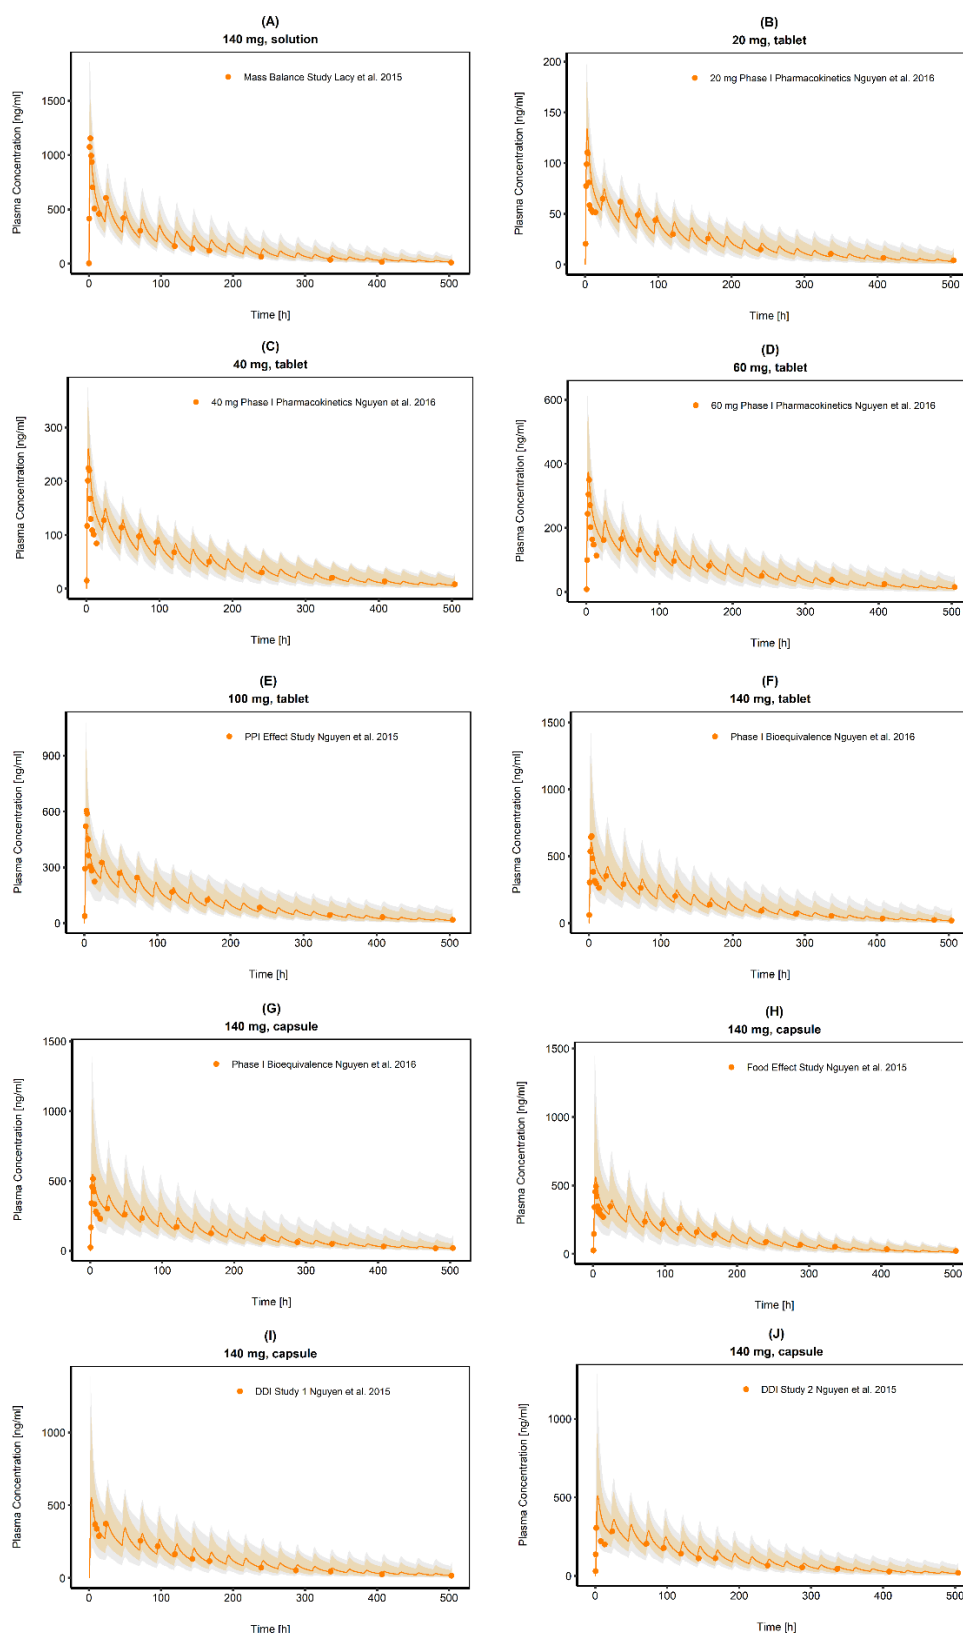 (A)
140 mg, solution
Mass Balance Study Lacy et al. 2015
Plasma Concentration [ng/ml]
1500
1000
500
0
0 100 200 300 400 500
Time [h]
(B)
20 mg, tablet
20 mg Phase I Pharmacokinetics Nguyen et al. 2016
Plasma Concentration [ng/ml]
200
150
100
50
0
0 100 200 300 400 500
Time [h]
(C)
40 mg, tablet
40 mg Phase I Pharmacokinetics Nguyen et al. 2016
Plasma Concentration [ng/ml]
300
200
100
0
0 100 200 300 400 500
Time [h]
(D)
60 mg, tablet
60 mg Phase I Pharmacokinetics Nguyen et al. 2016
Plasma Concentration [ng/ml]
600
400
200
0
0 100 200 300 400 500
Time [h]
(E)
100 mg, tablet
PPI Effect Study Nguyen et al. 2015
Plasma Concentration [ng/ml]
900
600
300
0
0 100 200 300 400 500
Time [h]
(F)
140 mg, tablet
Phase I Bioequivalence Nguyen et al. 2016
Plasma Concentration [ng/ml]
1500
1000
500
0
0 100 200 300 400 500
Time [h]
(G)
140 mg, capsule
Phase I Bioequivalence Nguyen et al. 2016
Plasma Concentration [ng/ml]
1500
1000
500
0
0 100 200 300 400 500
Time [h]
(H)
140 mg, capsule
Food Effect Study Nguyen et al. 2015
Plasma Concentration [ng/ml]
1500
1000
500
0
0 100 200 300 400 500
Time [h]
(I)
140 mg, capsule
DDI Study 1 Nguyen et al. 2015
Plasma Concentration [ng/ml]
1000
500
0
0 100 200 300 400 500
Time [h]
(J)
140 mg, capsule
DDI Study 2 Nguyen et al. 2015
Plasma Concentration [ng/ml]
1000
500
0
0 100 200 300 400 500
Time [h]